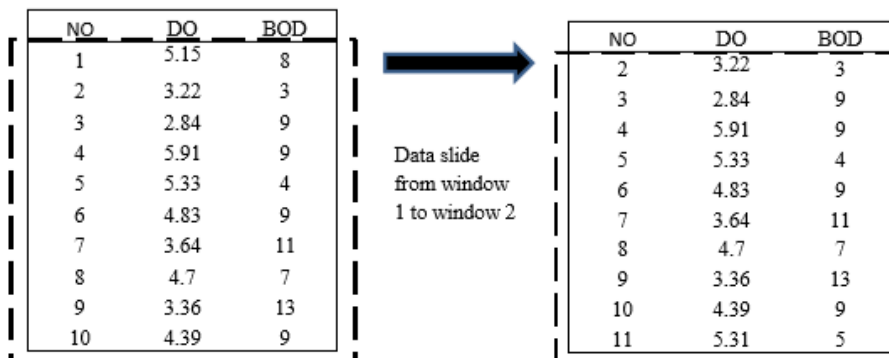 NO DO BOD
1 5.15 8
2 3.22 3
3 2.84 9
4 5.91 9
5 5.33 4
6 4.83 9
7 3.64 11
8 4.7 7
9 3.36 13
10 4.39 9
Data slide
from window
1 to window 2
NO DO BOD
2 3.22 3
3 2.84 9
4 5.91 9
5 5.33 4
6 4.83 9
7 3.64 11
8 4.7 7
9 3.36 13
10 4.39 9
11 5.31 5